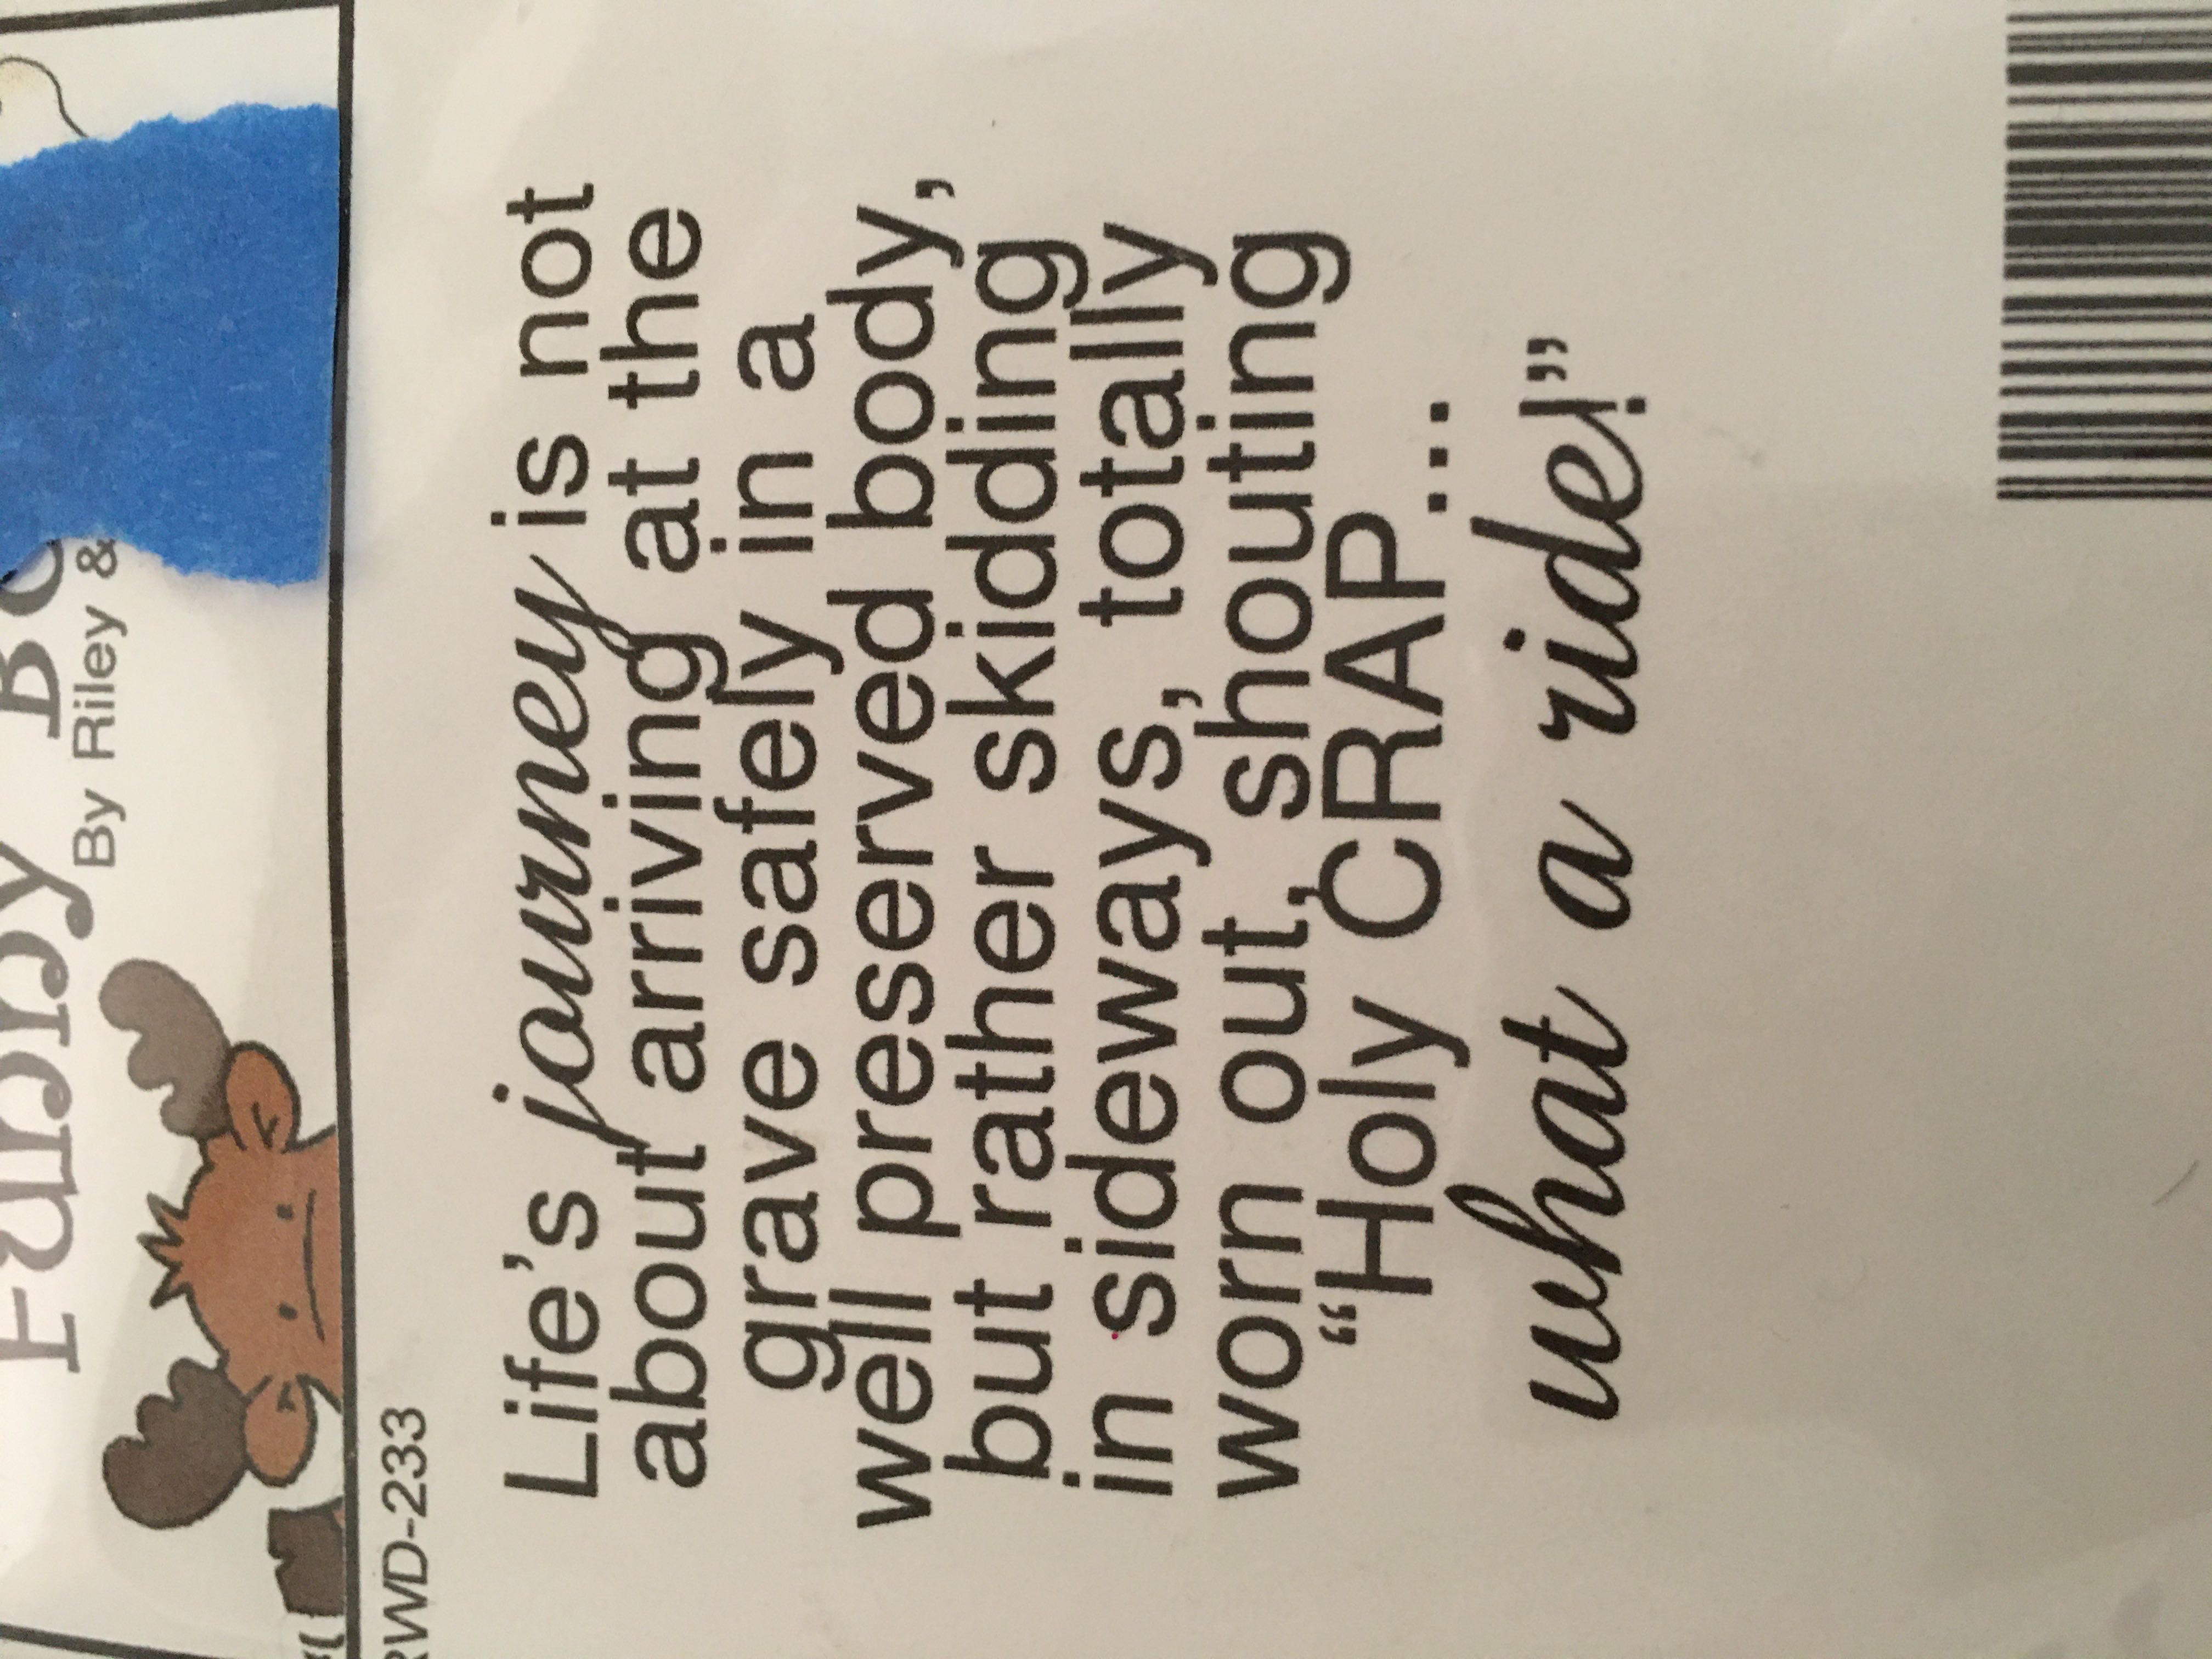 Funny
By Riley &
RWD-233
Life's journey is not
about arriving at the
grave safely in a
well preserved body,
but rather skidding
in sideways, totally
worn out, shouting
“Holy CRAP...
what a ride!”